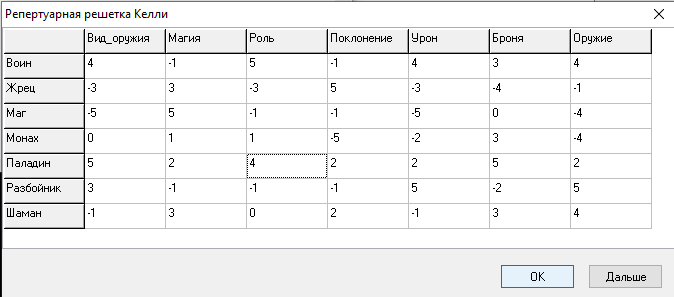 Репертуарная решетка Келли
Вид_оружия Магия Роль Поклонение Урон Броня Оружие
Воин 4 -1 5 -1 4 3 4
Жрец -3 3 -3 5 -3 -4 -1
Маг -5 5 -1 -1 -5 0 -4
Монах 0 1 1 -5 -2 3 -4
Паладин 5 2 4 2 2 5 2
Разбойник 3 -1 -1 -1 5 -2 5
Шаман -1 3 0 2 -1 3 4
OK Дальше